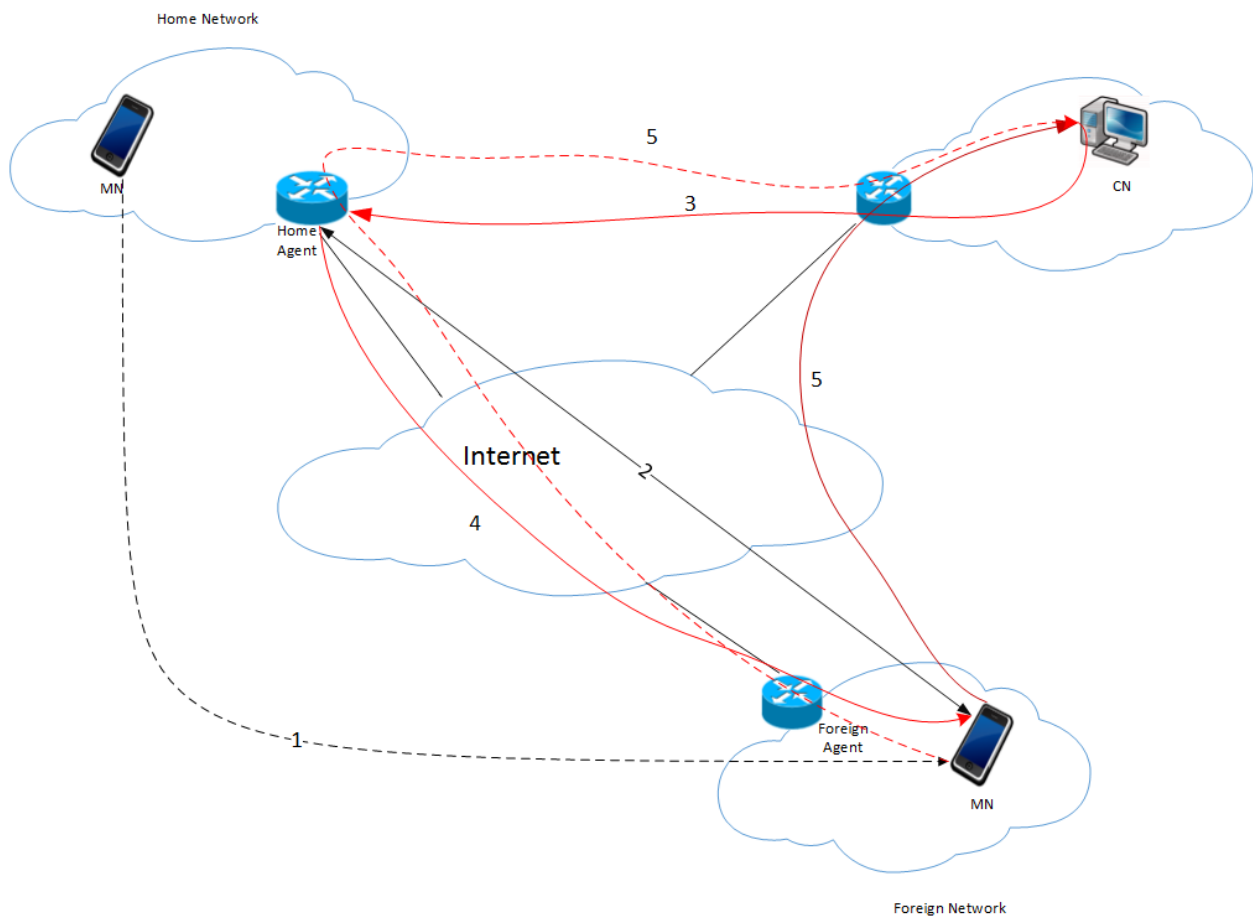 Home Network
MN
5
CN
3
Home
Agent
5
Internet
2
4
Foreign
Agent
1
MN
Foreign Network